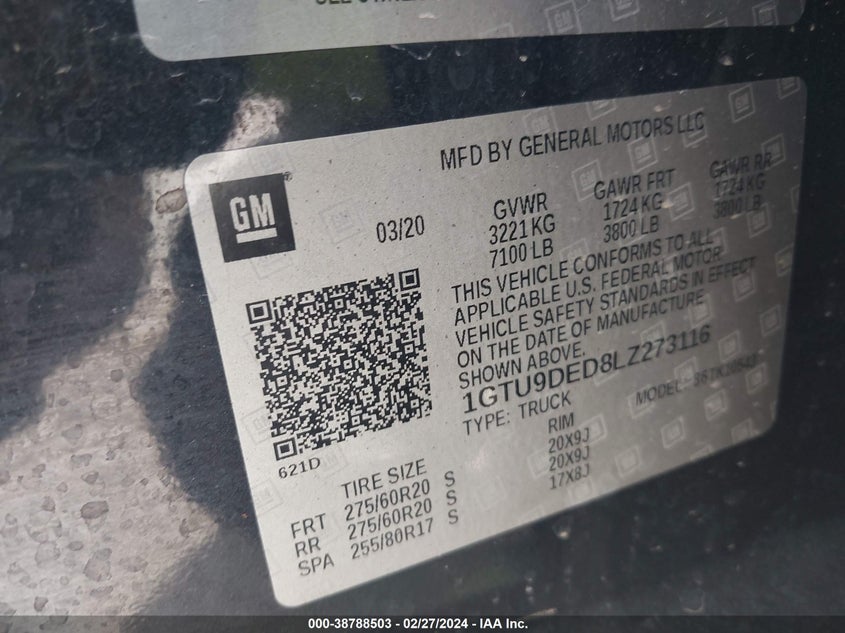 GM
MFD BY GENERAL MOTORS LLC
GM
03/20
GVWR
3221 KG
7100 LB
GAWR FRT
1724 KG
3800 LB
GAWR RR
1724 KG
3800 LB
THIS VEHICLE CONFORMS TO ALL
APPLICABLE U.S. FEDERAL MOTOR
VEHICLE SAFETY STANDARDS IN EFFECT
ON THE DATE OF MANUFACTURE
SHOWN ABOVE.
1GTU9DED8LZ273116
TYPE: TRUCK
MODEL:
621D
TIRE SIZE
RIM
FRT 275/60R20 S 20X9J
RR 275/60R20 S 20X9J
SPA 255/80R17 S 17X8J
000-38788503 - 02/27/2024 - IAA Inc.